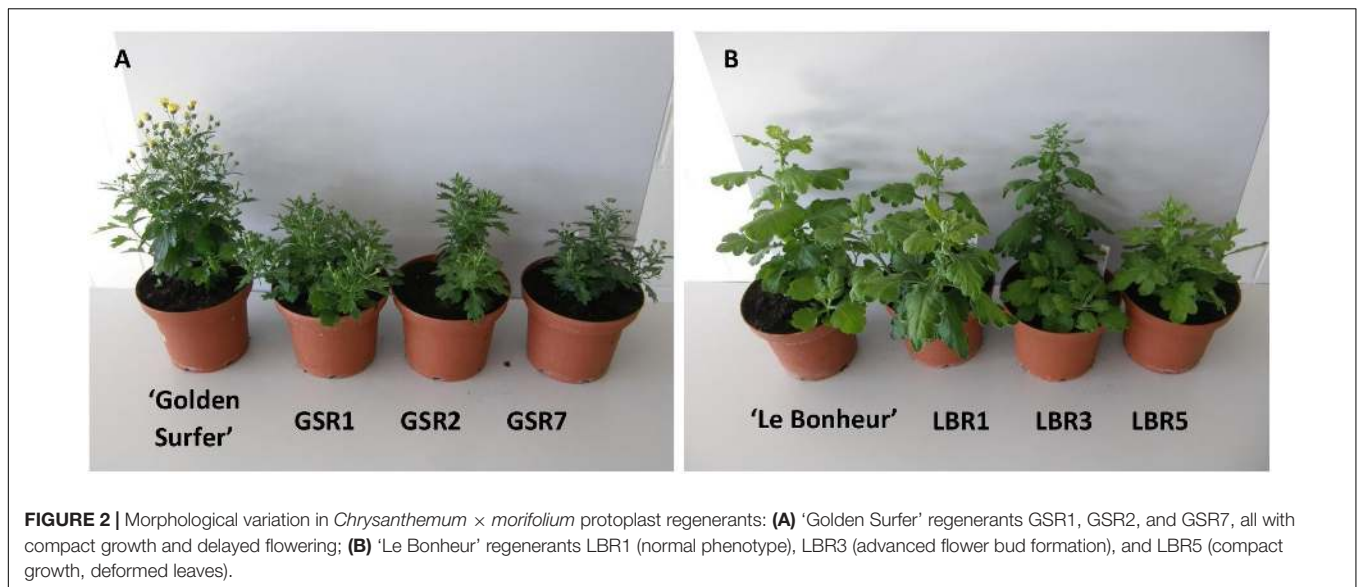 A
B
'Golden
Surfer'
GSR1 GSR2 GSR7
'Le Bonheur' LBR1 LBR3 LBR5
FIGURE 2 | Morphological variation in Chrysanthemum × morifolium protoplast regenerants: (A) 'Golden Surfer' regenerants GSR1, GSR2, and GSR7, all with
compact growth and delayed flowering; (B) 'Le Bonheur' regenerants LBR1 (normal phenotype), LBR3 (advanced flower bud formation), and LBR5 (compact
growth, deformed leaves).